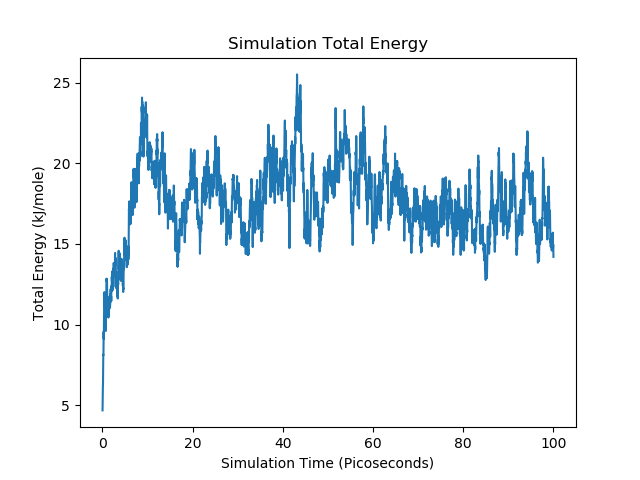 Simulation Total Energy
Total Energy (kJ/mole)
25
20
15
10
5
0 20 40 60 80 100
Simulation Time (Picoseconds)